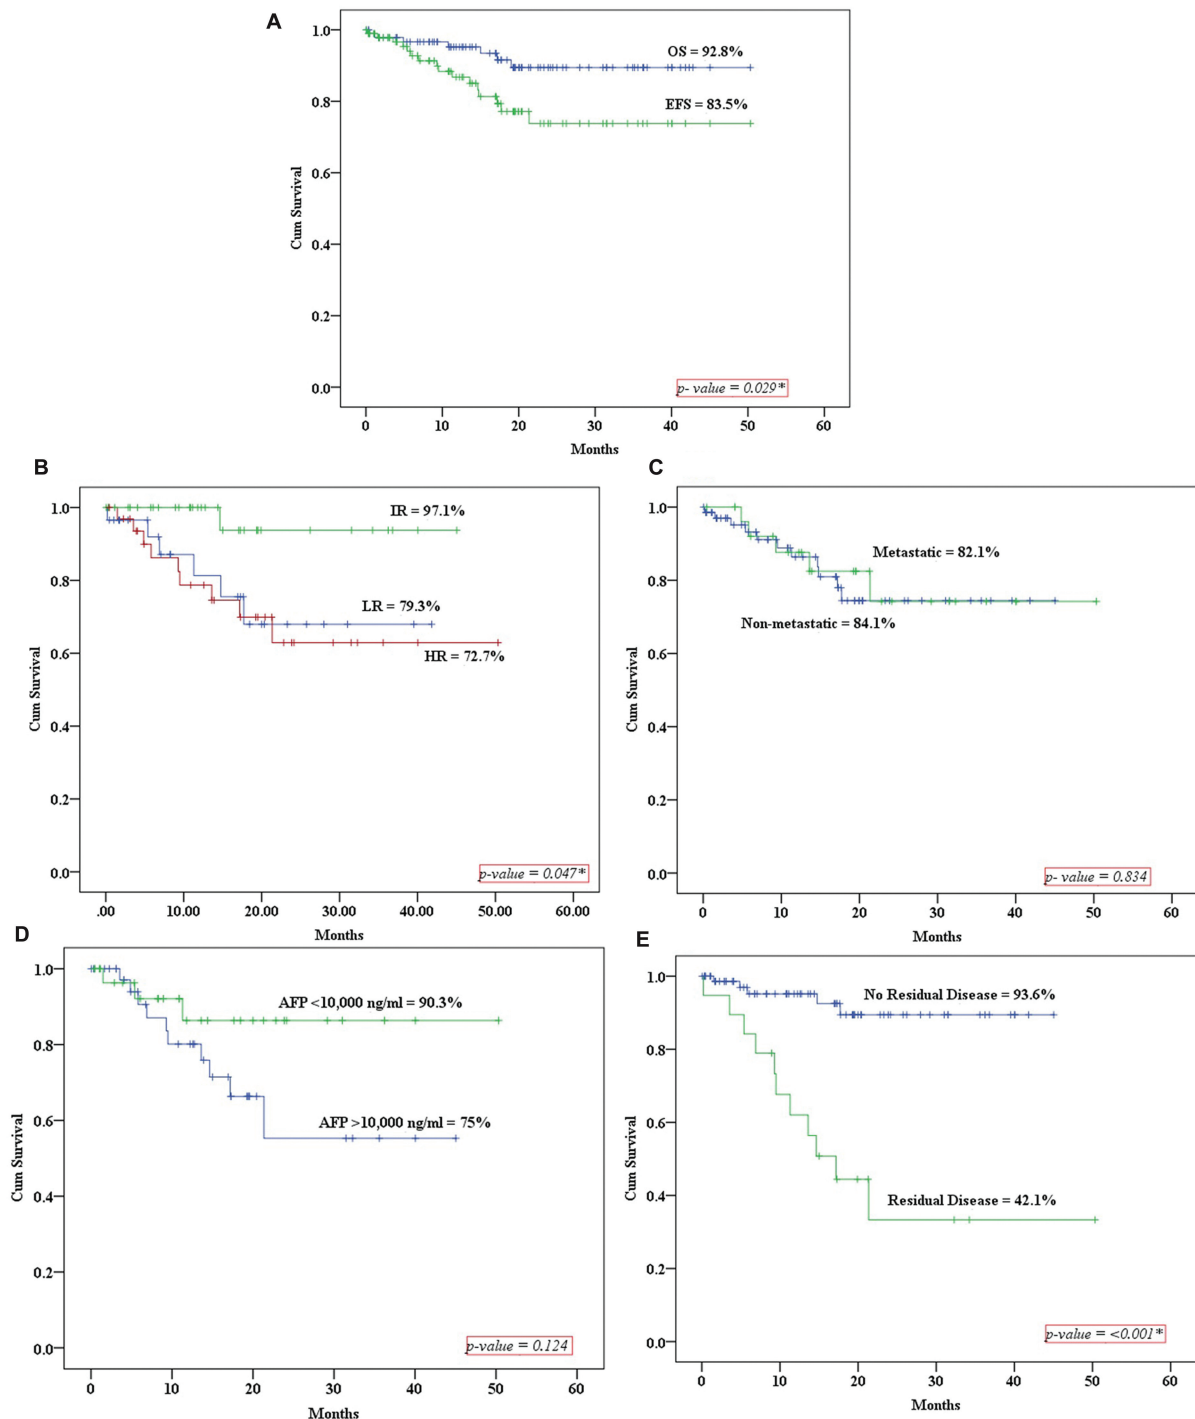 A
1.0
0.8
0.6
0.4
0.2
0.0
Cum Survival
OS = 92.8%
EFS = 83.5%
p- value = 0.029*
0 10 20 30 40 50 60
Months
B
1.0
0.8
0.6
0.4
0.2
0.0
Cum Survival
IR = 97.1%
LR = 79.3%
HR = 72.7%
p-value = 0.047*
.00 10.00 20.00 30.00 40.00 50.00 60.00
Months
C
1.0
0.8
0.6
0.4
0.2
0.0
Cum Survival
Metastatic = 82.1%
Non-metastatic = 84.1%
p- value = 0.834
0 10 20 30 40 50 60
Months
D
1.0
0.8
0.6
0.4
0.2
0.0
Cum Survival
AFP <10,000 ng/ml = 90.3%
AFP >10,000 ng/ml = 75%
p-value = 0.124
0 10 20 30 40 50 60
Months
E
1.0
0.8
0.6
0.4
0.2
0.0
Cum Survival
No Residual Disease = 93.6%
Residual Disease = 42.1%
p-value = <0.001*
0 10 20 30 40 50 60
Months